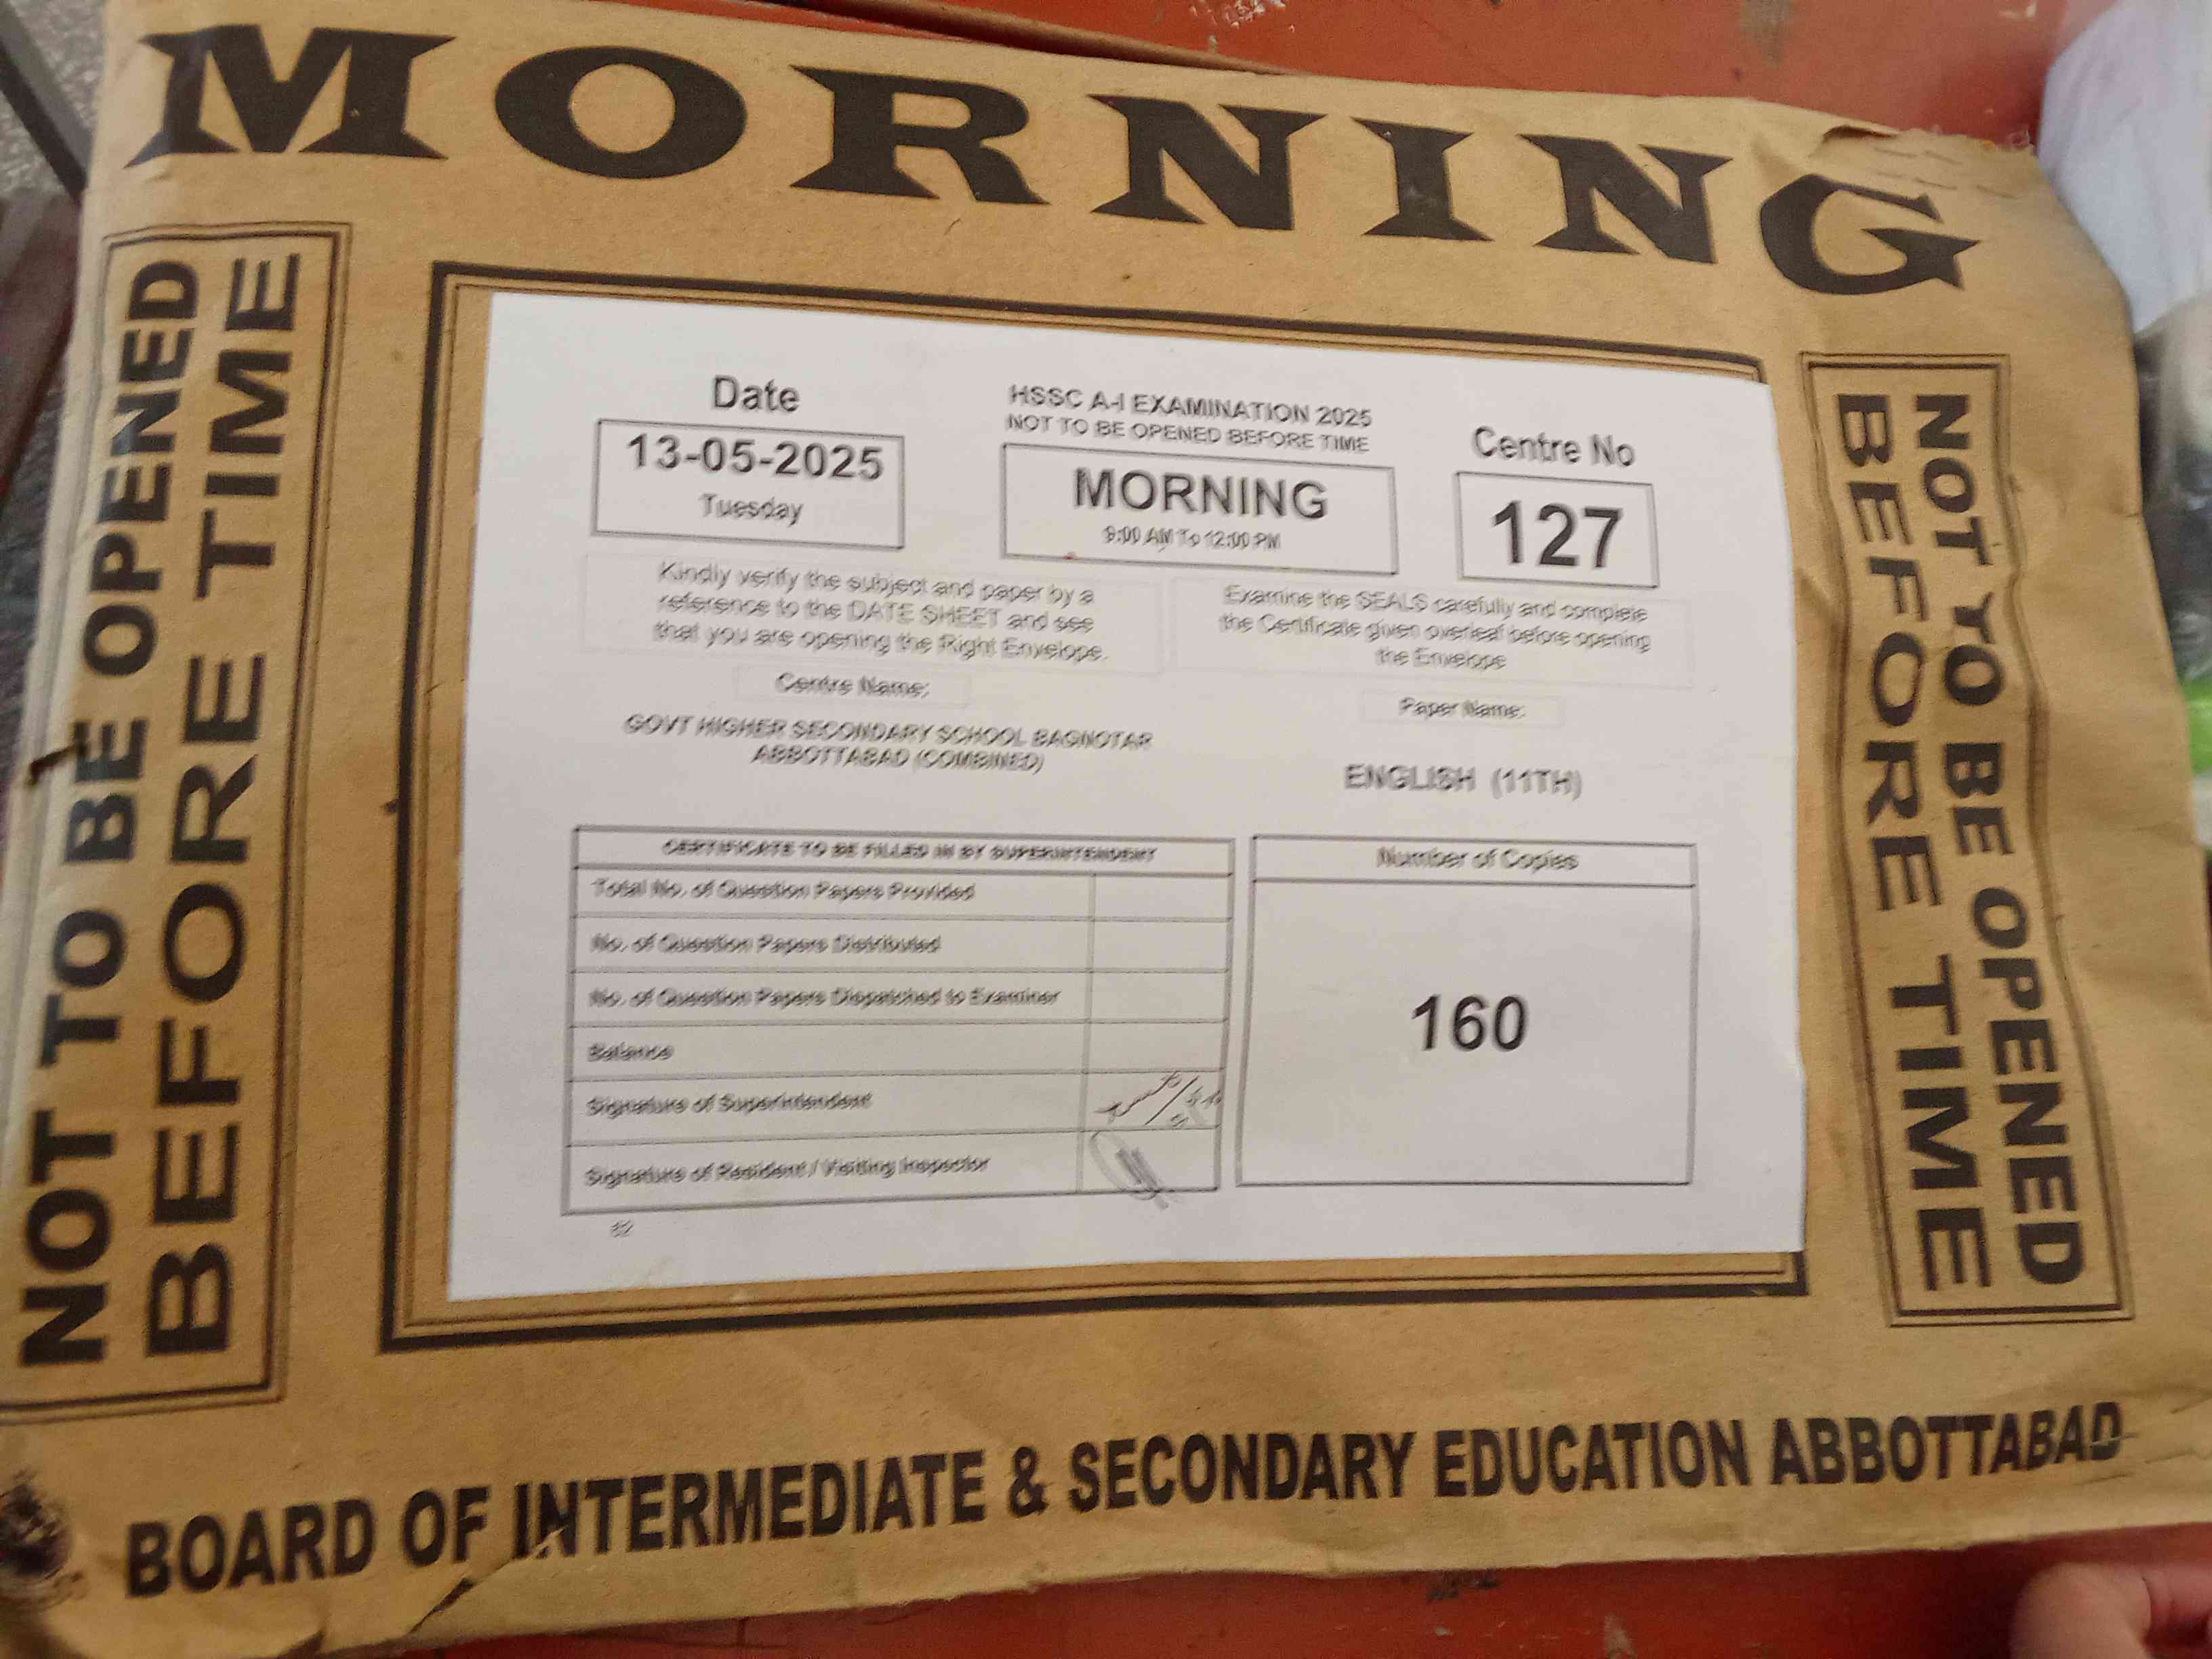 MORNING
NOT TO BE OPENED
BEFORE TIME
Date
13-05-2025
Tuesday
HSSC A-I EXAMINATION 2025
NOT TO BE OPENED BEFORE TIME
MORNING
9:00 AM To 12:00 PM
Centre No
127
Kindly verify the subject and paper by a
reference to the DATE SHEET and see
that you are opening the Right Envelope.
Examine the SEALS carefully and complete
the Certificate given overleaf before opening
the Envelope
Centre Name:
GOVT HIGHER SECONDARY SCHOOL BAGNOTAR
ABBOTTABAD (COMBINED)
Paper Name:
ENGLISH (11TH)
CERTIFICATE TO BE FILLED IN BY SUPERINTENDENT
Total No. of Question Papers Provided
No. of Question Papers Distributed
No. of Question Papers Dispatched to Examiner
Balance
Signature of Superintendent
Signature of Resident / Visiting Inspector
Number of Copies
160
NOT TO BE OPENED
BEFORE TIME
BOARD OF INTERMEDIATE & SECONDARY EDUCATION ABBOTTABAD